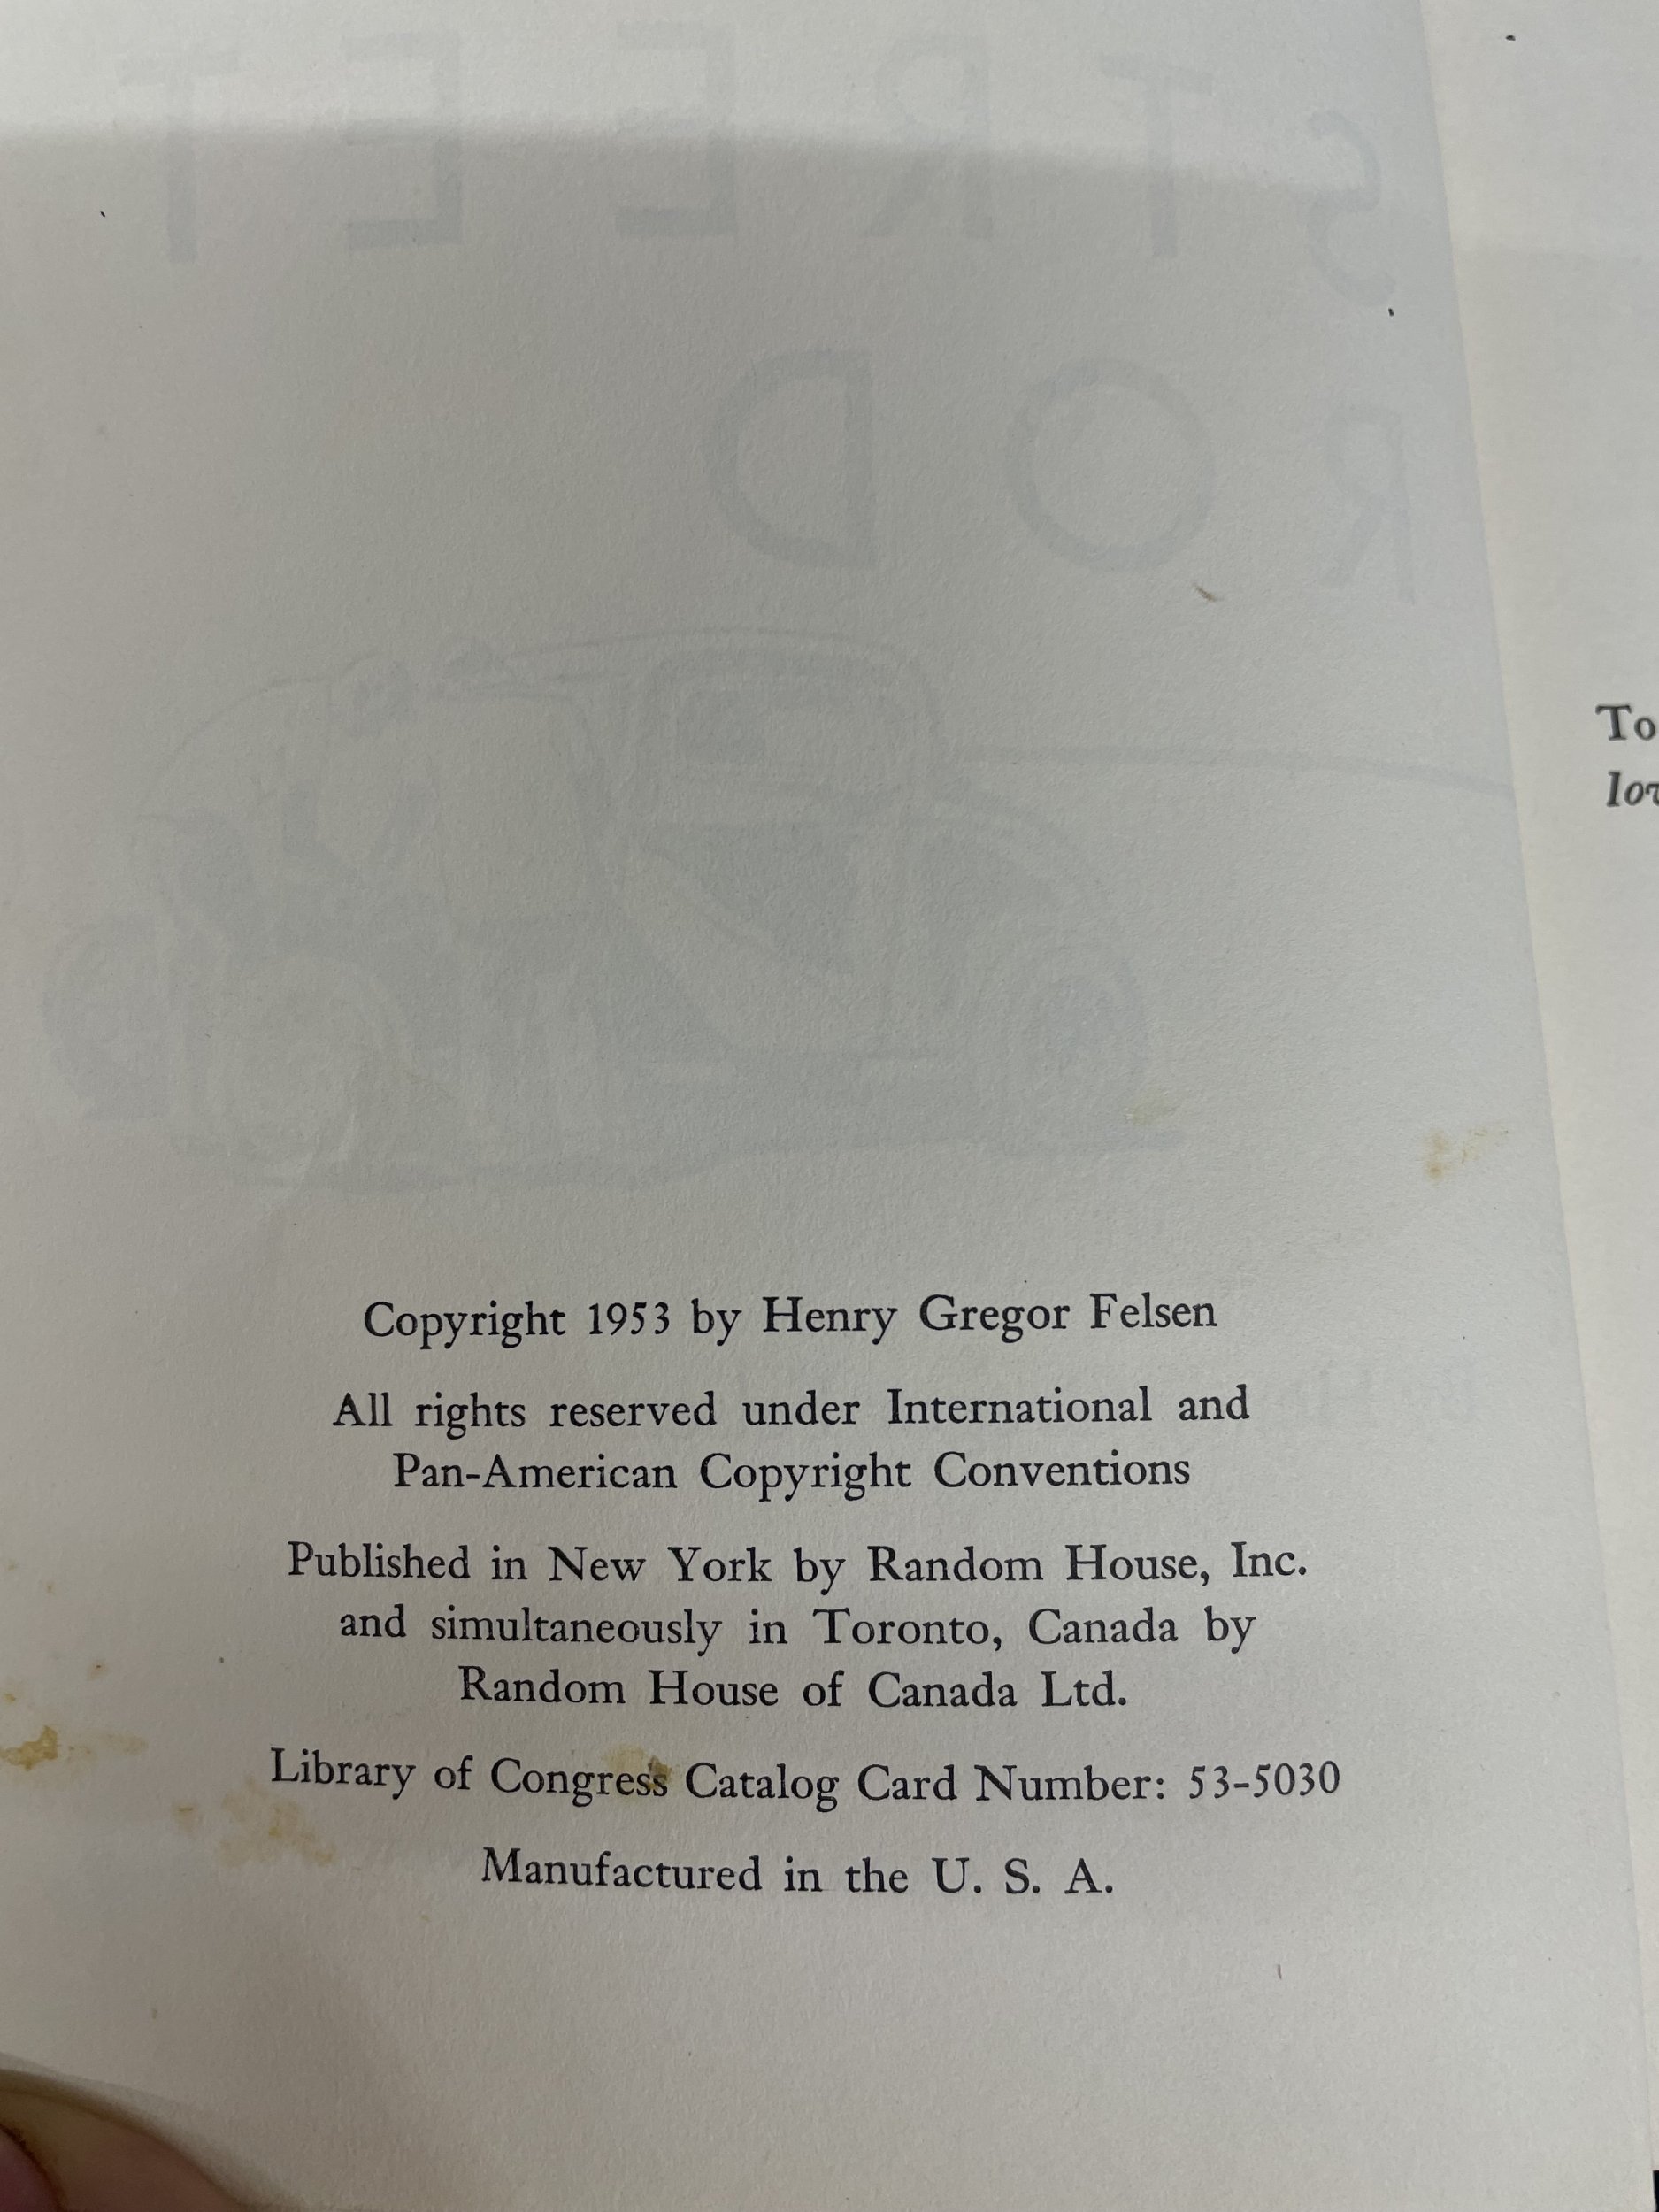 STREET
ROD
Copyright 1953 by Henry Gregor Felsen
All rights reserved under International and
Pan-American Copyright Conventions
Published in New York by Random House, Inc.
and simultaneously in Toronto, Canada by
Random House of Canada Ltd.
Library of Congress Catalog Card Number: 53-5030
Manufactured in the U. S. A.
To